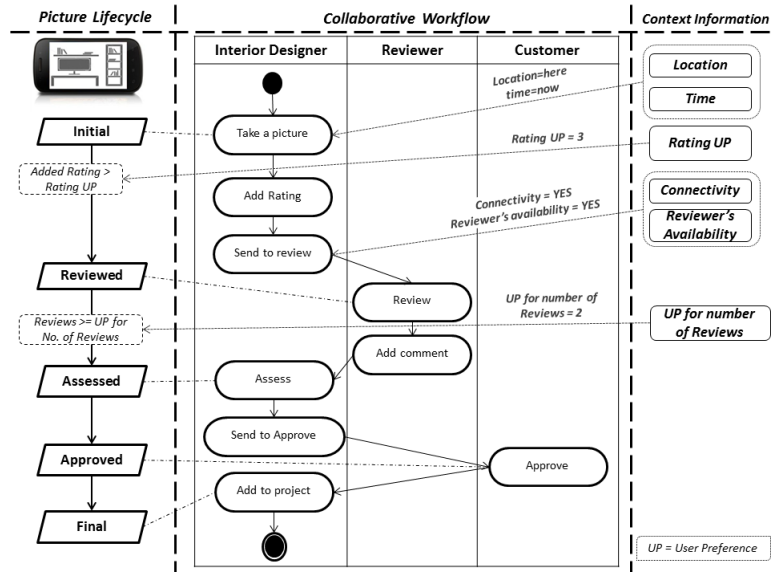 Picture Lifecycle
Collaborative Workflow
Context Information
Interior Designer
Reviewer
Customer
Location=here
time=now
Location
Time
Initial
Take a picture
Rating UP = 3
Rating UP
Added Rating >
Rating UP
Add Rating
Connectivity = YES
Reviewer's availability = YES
Connectivity
Reviewer's
Availability
Send to review
Reviewed
Review
UP for number of
Reviews = 2
UP for number
of Reviews
Reviews >= UP for
No. of Reviews
Add comment
Assessed
Assess
Send to Approve
Approved
Approve
Add to project
Final
UP = User Preference